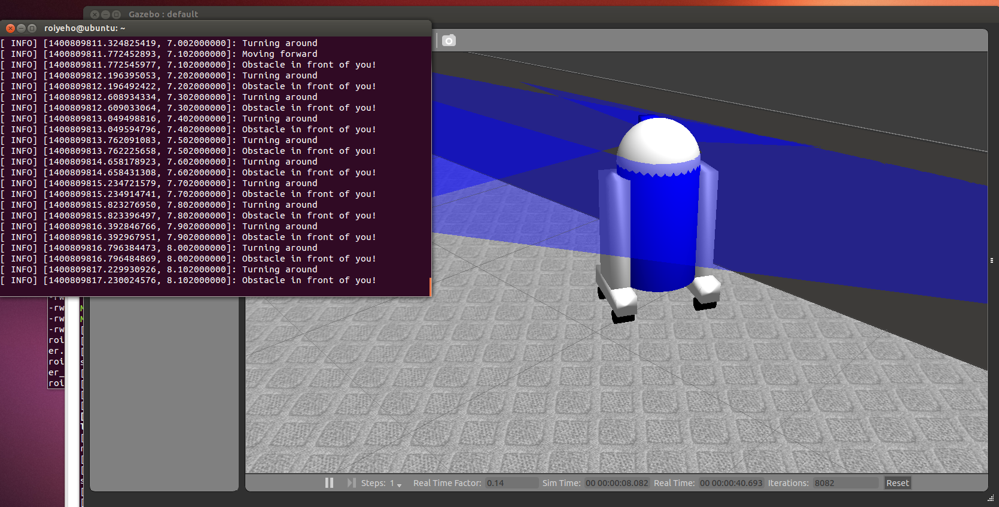 Gazebo : default
roiyeho@ubuntu: ~
[ INFO] [1400809811.324825419, 7.002000000]: Turning around
[ INFO] [1400809811.772452893, 7.102000000]: Moving forward
[ INFO] [1400809811.772545977, 7.102000000]: Obstacle in front of you!
[ INFO] [1400809812.196395053, 7.202000000]: Turning around
[ INFO] [1400809812.196492422, 7.202000000]: Obstacle in front of you!
[ INFO] [1400809812.608934334, 7.302000000]: Turning around
[ INFO] [1400809812.609033064, 7.302000000]: Obstacle in front of you!
[ INFO] [1400809813.049498816, 7.402000000]: Turning around
[ INFO] [1400809813.049594796, 7.402000000]: Obstacle in front of you!
[ INFO] [1400809813.762091083, 7.502000000]: Turning around
[ INFO] [1400809813.762225658, 7.502000000]: Obstacle in front of you!
[ INFO] [1400809814.658178923, 7.602000000]: Turning around
[ INFO] [1400809814.658431308, 7.602000000]: Obstacle in front of you!
[ INFO] [1400809815.234721579, 7.702000000]: Turning around
[ INFO] [1400809815.234914741, 7.702000000]: Obstacle in front of you!
[ INFO] [1400809815.823276950, 7.802000000]: Turning around
[ INFO] [1400809815.823396497, 7.802000000]: Obstacle in front of you!
[ INFO] [1400809816.392846766, 7.902000000]: Turning around
[ INFO] [1400809816.392967951, 7.902000000]: Obstacle in front of you!
[ INFO] [1400809816.796384473, 8.002000000]: Turning around
[ INFO] [1400809816.796484869, 8.002000000]: Obstacle in front of you!
[ INFO] [1400809817.229930926, 8.102000000]: Turning around
[ INFO] [1400809817.230024576, 8.102000000]: Obstacle in front of you!
-rw
-rw
-rw
roi
er.
roi
er_
roi
Steps: 1 Real Time Factor: 0.14 Sim Time: 00 00:00:08.082 Real Time: 00 00:00:40.693 Iterations: 8082 Reset